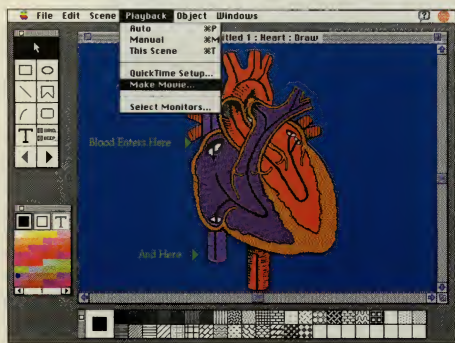 File Edit Scene Playback Object Windows
Auto ⌘P
Manual ⌘M
This Scene ⌘T
QuickTime Setup...
Make Movie...
Select Monitors...
titled 1 : Heart : Draw
T
T
Blood Enters Here
And Here